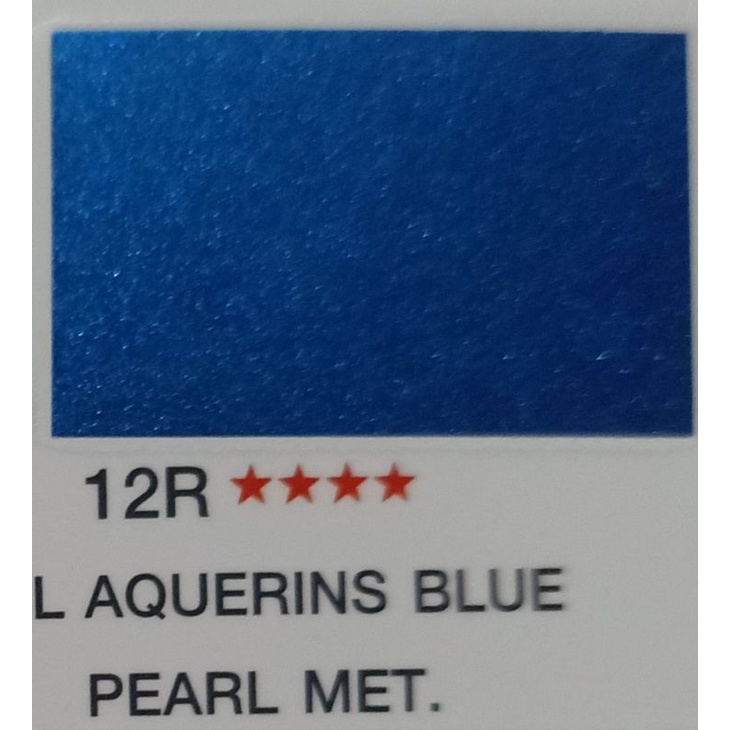 12R ★★★★
L AQUERINS BLUE
PEARL MET.